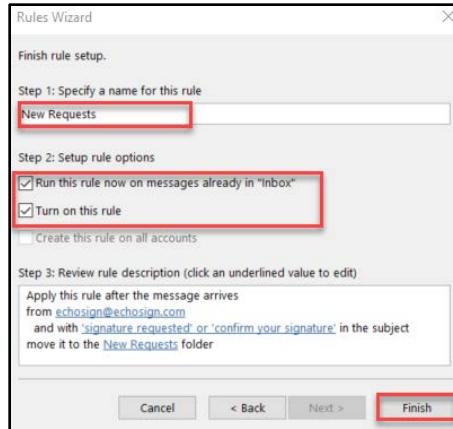 Rules Wizard
Finish rule setup.
Step 1: Specify a name for this rule
New Requests
Step 2: Setup rule options
Run this rule now on messages already in "Inbox"
Turn on this rule
Create this rule on all accounts
Step 3: Review rule description (click an underlined value to edit)
Apply this rule after the message arrives
from echosign@echosign.com
and with 'signature requested' or 'confirm your signature' in the subject
move it to the New Requests folder
Cancel < Back Next > Finish